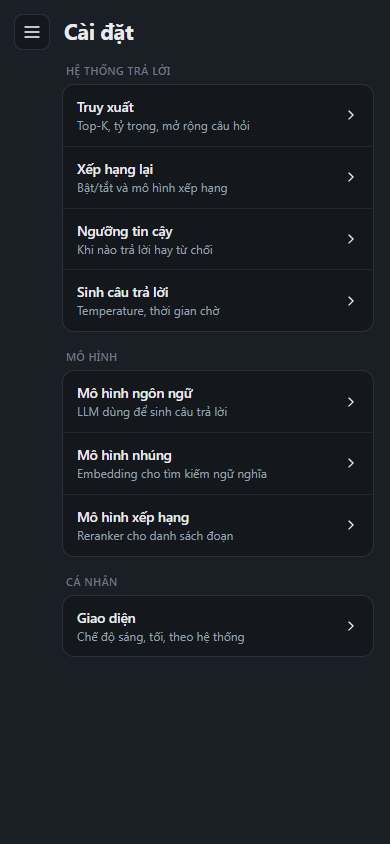 Cài đặt
HỆ THỐNG TRẢ LỜI
Truy xuất
Top-K, tỷ trọng, mở rộng câu hỏi
Xếp hạng lại
Bật/tắt và mô hình xếp hạng
Ngưỡng tin cậy
Khi nào trả lời hay từ chối
Sinh câu trả lời
Temperature, thời gian chờ
MÔ HÌNH
Mô hình ngôn ngữ
LLM dùng để sinh câu trả lời
Mô hình nhúng
Embedding cho tìm kiếm ngữ nghĩa
Mô hình xếp hạng
Reranker cho danh sách đoạn
CÁ NHÂN
Giao diện
Chế độ sáng, tối, theo hệ thống